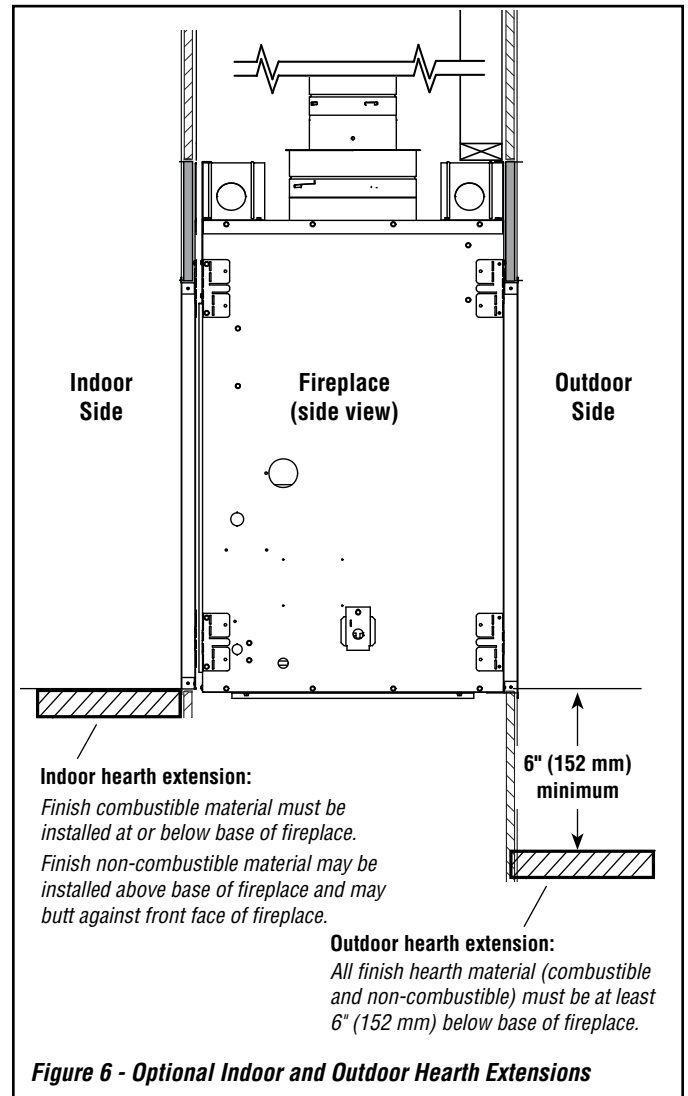 Indoor
Side
Fireplace
(side view)
Outdoor
Side
6" (152 mm)
minimum
Indoor hearth extension:
Finish combustible material must be
installed at or below base of fireplace.
Finish non-combustible material may be
installed above base of fireplace and may
butt against front face of fireplace.
Outdoor hearth extension:
All finish hearth material (combustible
and non-combustible) must be at least
6" (152 mm) below base of fireplace.
Figure 6 - Optional Indoor and Outdoor Hearth Extensions